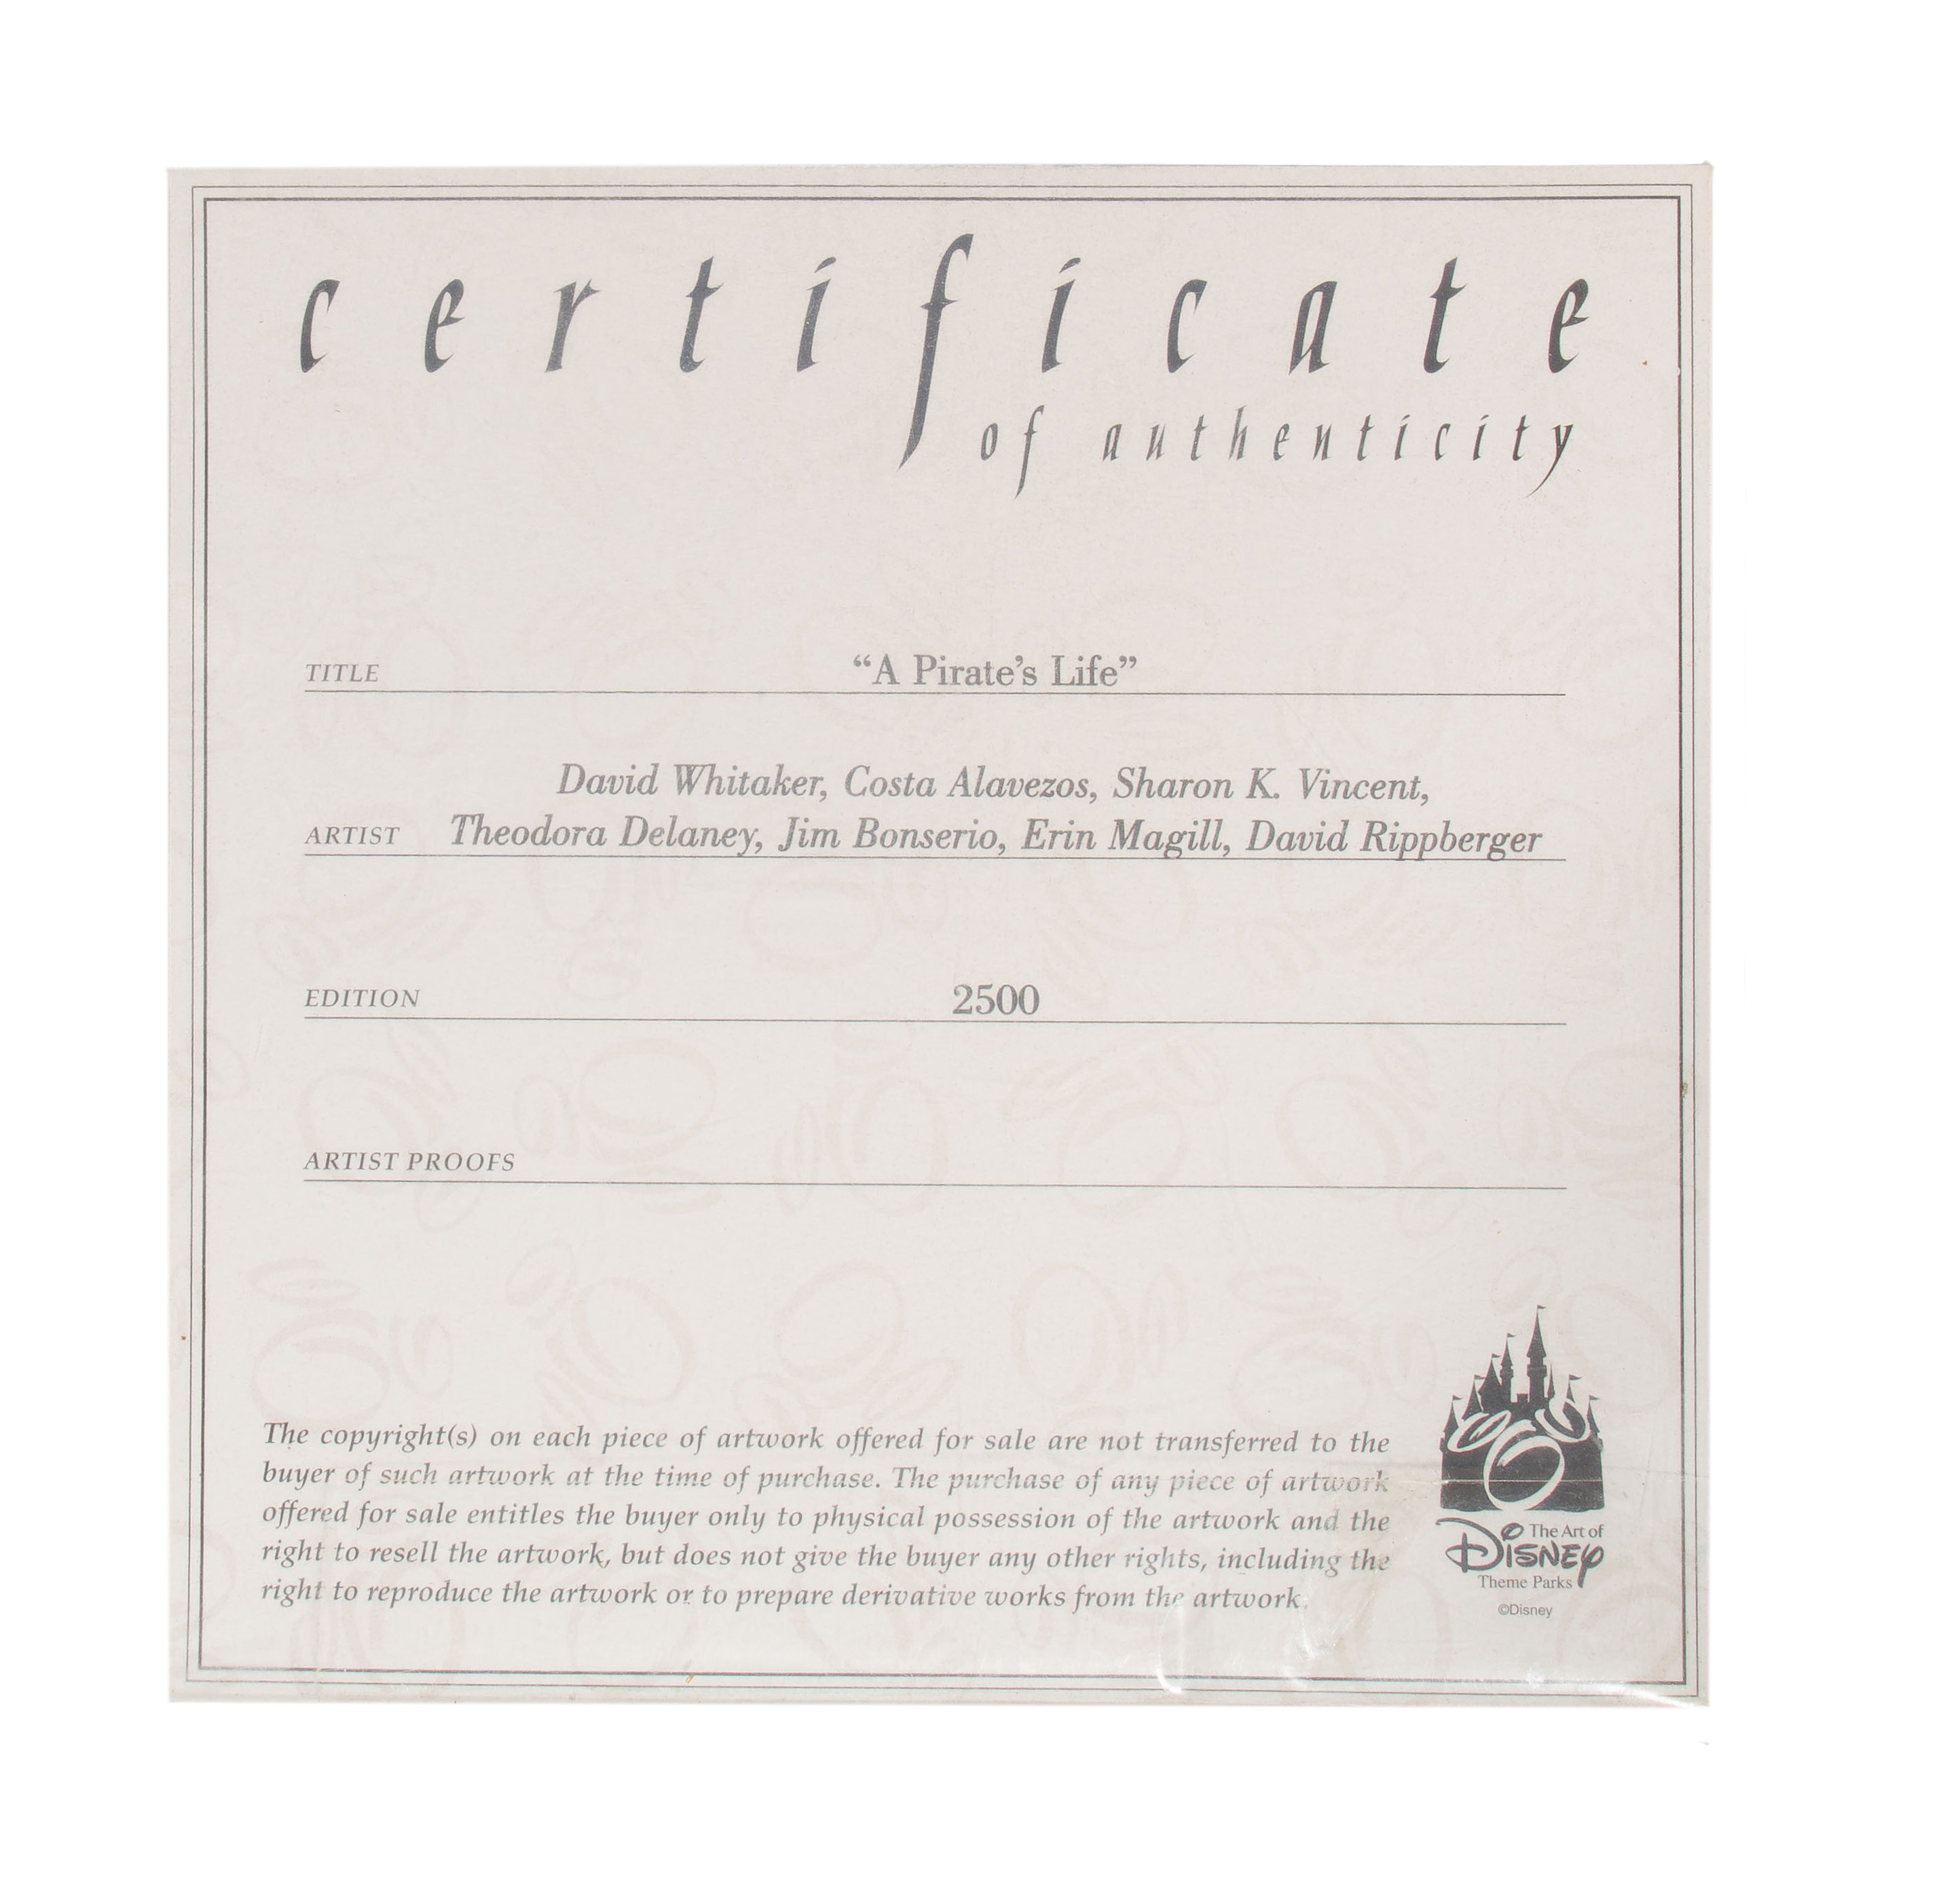 certificate
of authenticity
TITLE “A Pirate’s Life”
David Whitaker, Costa Alavezos, Sharon K. Vincent,
ARTIST Theodora Delaney, Jim Bonserio, Erin Magill, David Rippberger
EDITION 2500
ARTIST PROOFS
The copyright(s) on each piece of artwork offered for sale are not transferred to the
buyer of such artwork at the time of purchase. The purchase of any piece of artwork
offered for sale entitles the buyer only to physical possession of the artwork and the
right to resell the artwork, but does not give the buyer any other rights, including the
right to reproduce the artwork or to prepare derivative works from the artwork.
The Art of
Disney
Theme Parks
©Disney